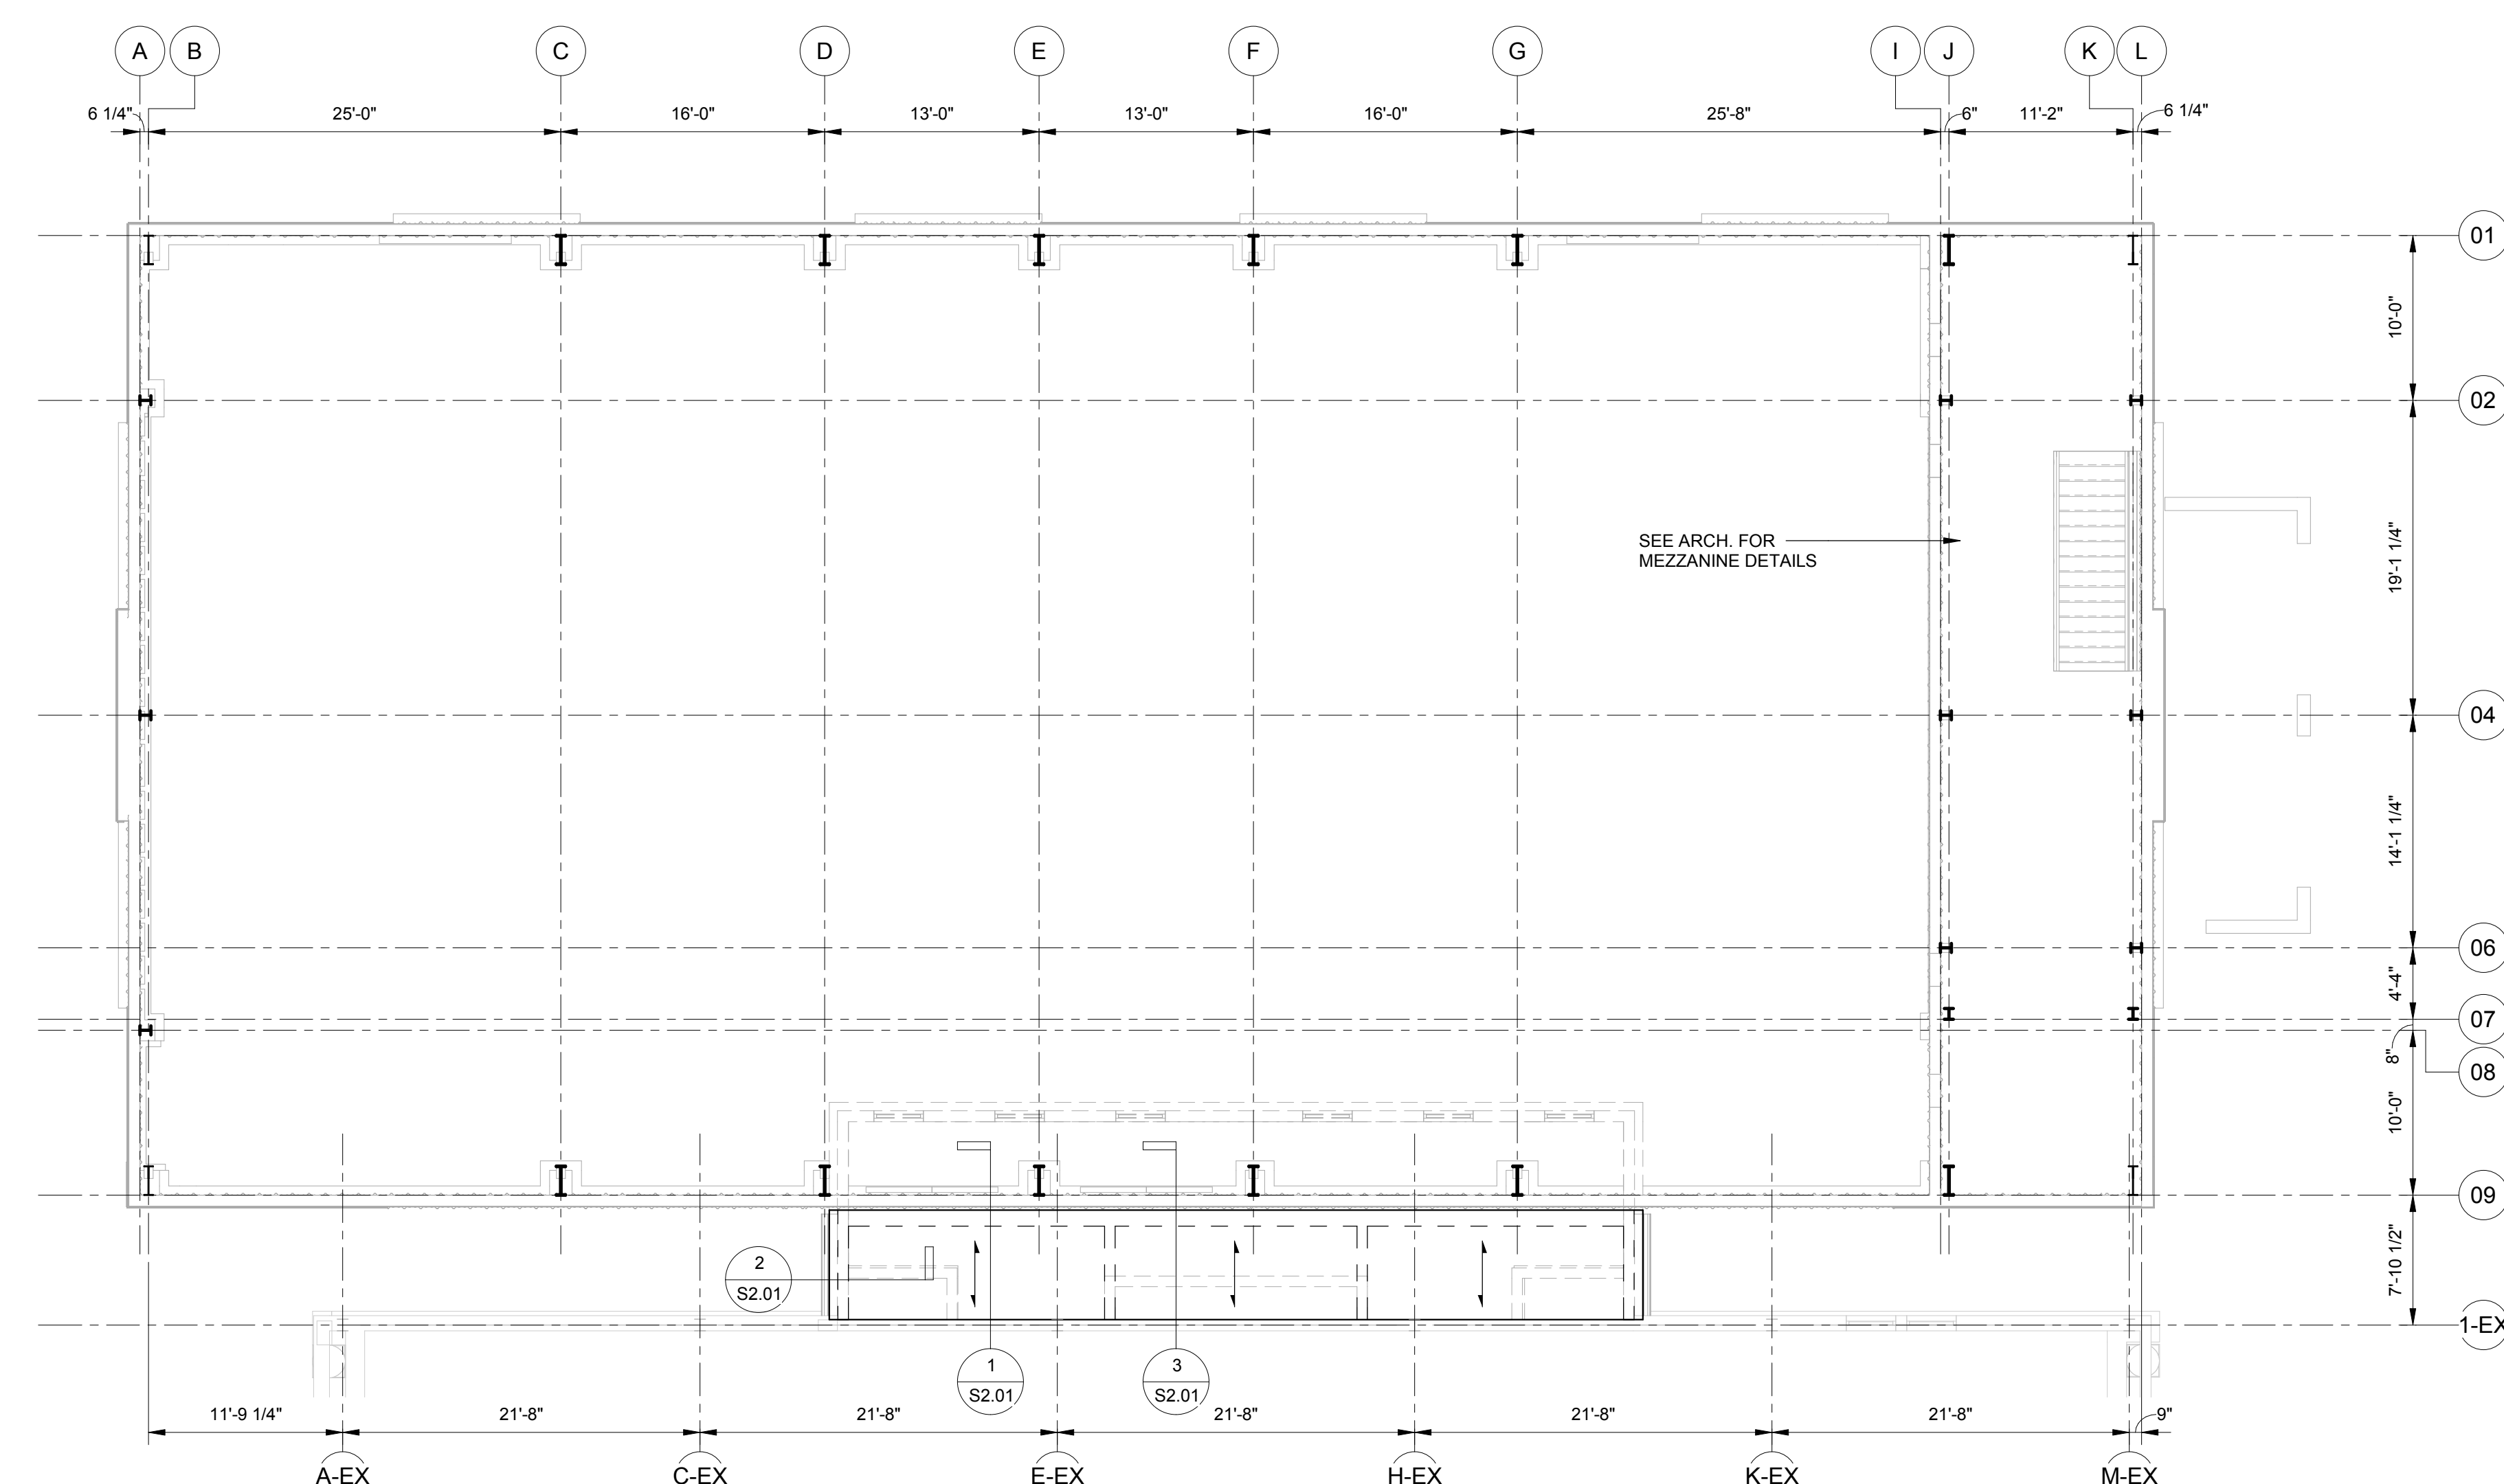 A B C D E F G I J K L
6 1/4" 25'-0" 16'-0" 13'-0" 13'-0" 16'-0" 25'-8" 6" 11'-2" 6 1/4"
01
10'-0"
02
19'-1 1/4"
SEE ARCH. FOR
MEZZANINE DETAILS
04
14'-1 1/4"
06
4'-4"
07
8"
08
10'-0"
09
7'-10 1/2"
2
S2.01
1-EX
1
S2.01
3
S2.01
11'-9 1/4" 21'-8" 21'-8" 21'-8" 21'-8" 21'-8" 9"
A-EX C-EX E-EX H-EX K-EX M-EX